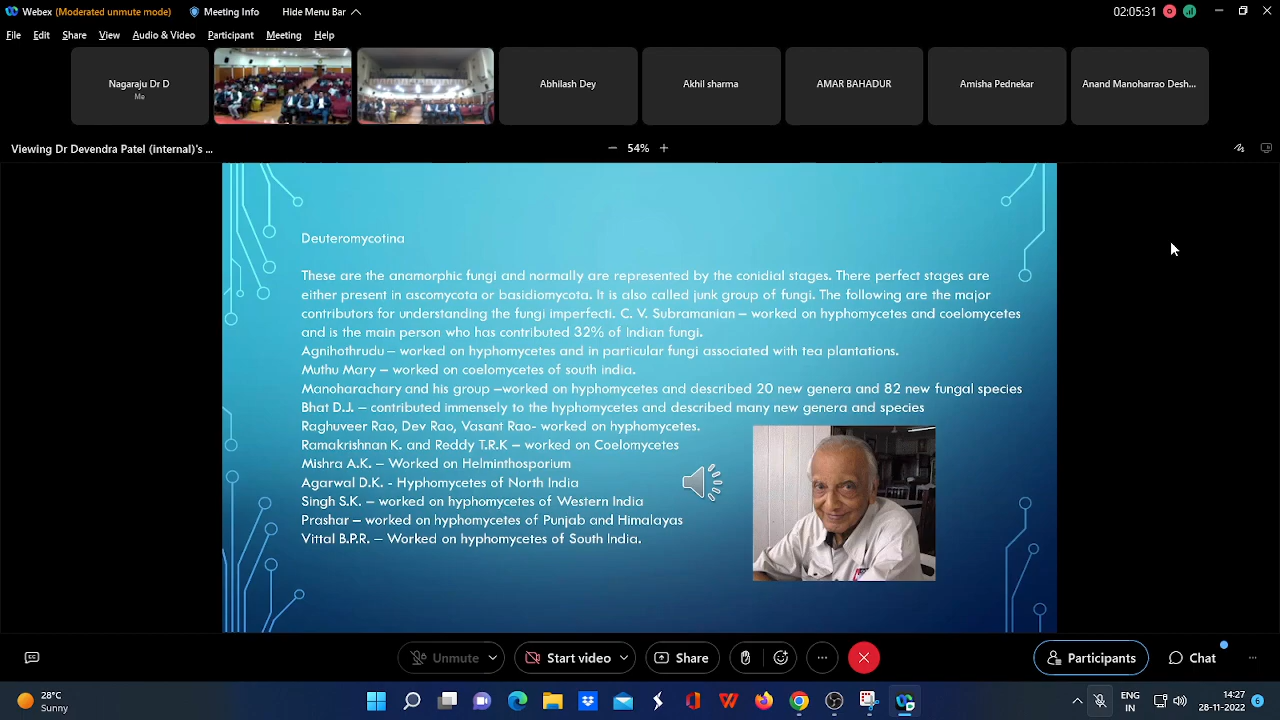 Webex (Moderated unmute mode) Meeting Info Hide Menu Bar 02:05:31
File Edit Share View Audio & Video Participant Meeting Help
Nagaraju Dr D
Me
Abhilash Dey
Akhil sharma
AMAR BAHADUR
Amisha Pednekar
Anand Manoharrao Desh...
Viewing Dr Devendra Patel (internal)'s ... 54%
Deuteromycotina
These are the anamorphic fungi and normally are represented by the conidial stages. There perfect stages are
either present in ascomycota or basidiomycota. It is also called junk group of fungi. The following are the major
contributors for understanding the fungi imperfecti. C. V. Subramanian – worked on hyphomycetes and coelomycetes
and is the main person who has contributed 32% of Indian fungi.
Agnihothrudu – worked on hyphomycetes and in particular fungi associated with tea plantations.
Muthu Mary – worked on coelomycetes of south india.
Manoharachary and his group –worked on hyphomycetes and described 20 new genera and 82 new fungal species
Bhat D.J. – contributed immensely to the hyphomycetes and described many new genera and species
Raghuveer Rao, Dev Rao, Vasant Rao- worked on hyphomycetes.
Ramakrishnan K. and Reddy T.R.K – worked on Coelomycetes
Mishra A.K. – Worked on Helminthosporium
Agarwal D.K. - Hyphomycetes of North India
Singh S.K. – worked on hyphomycetes of Western India
Prashar – worked on hyphomycetes of Punjab and Himalayas
Vittal B.P.R. – Worked on hyphomycetes of South India.
CC Unmute Start video Share Participants Chat
28°C
Sunny
ENG
IN
14:27
28-11-2022
6